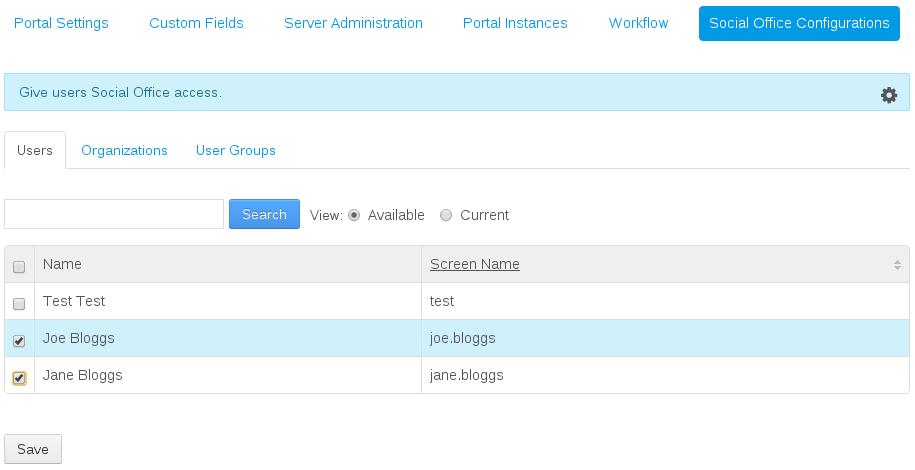 Portal Settings Custom Fields Server Administration Portal Instances Workflow Social Office Configurations
Give users Social Office access.
Users Organizations User Groups
Search View: Available Current
Name Screen Name
Test Test test
Joe Bloggs joe.bloggs
Jane Bloggs jane.bloggs
Save